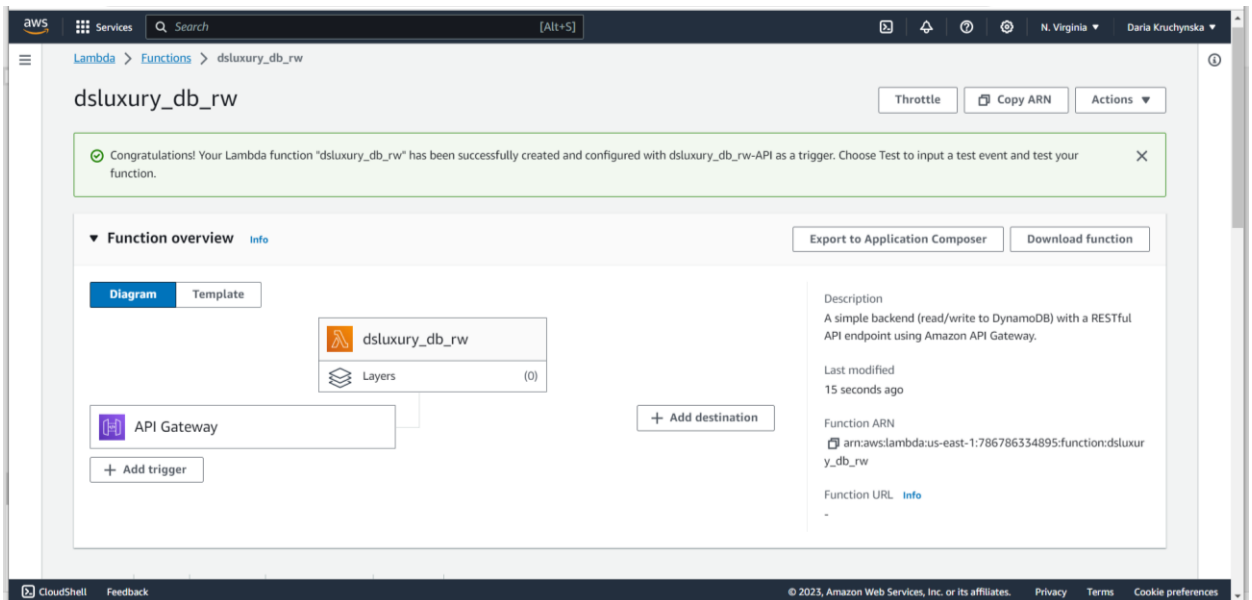 aws
Services
Search
[Alt+S]
N. Virginia ▼
Daria Kruchynska ▼
Lambda > Functions > dsluxury_db_rw
dsluxury_db_rw
Throttle
Copy ARN
Actions ▼
Congratulations! Your Lambda function "dsluxury_db_rw" has been successfully created and configured with dsluxury_db_rw-API as a trigger. Choose Test to input a test event and test your
function.
▼ Function overview Info
Export to Application Composer
Download function
Diagram
Template
dsluxury_db_rw
Layers (0)
API Gateway
+ Add trigger
+ Add destination
Description
A simple backend (read/write to DynamoDB) with a RESTful
API endpoint using Amazon API Gateway.
Last modified
15 seconds ago
Function ARN
arn:aws:lambda:us-east-1:786786334895:function:dsluxur
y_db_rw
Function URL Info
-
CloudShell
Feedback
© 2023, Amazon Web Services, Inc. or its affiliates.
Privacy
Terms
Cookie preferences